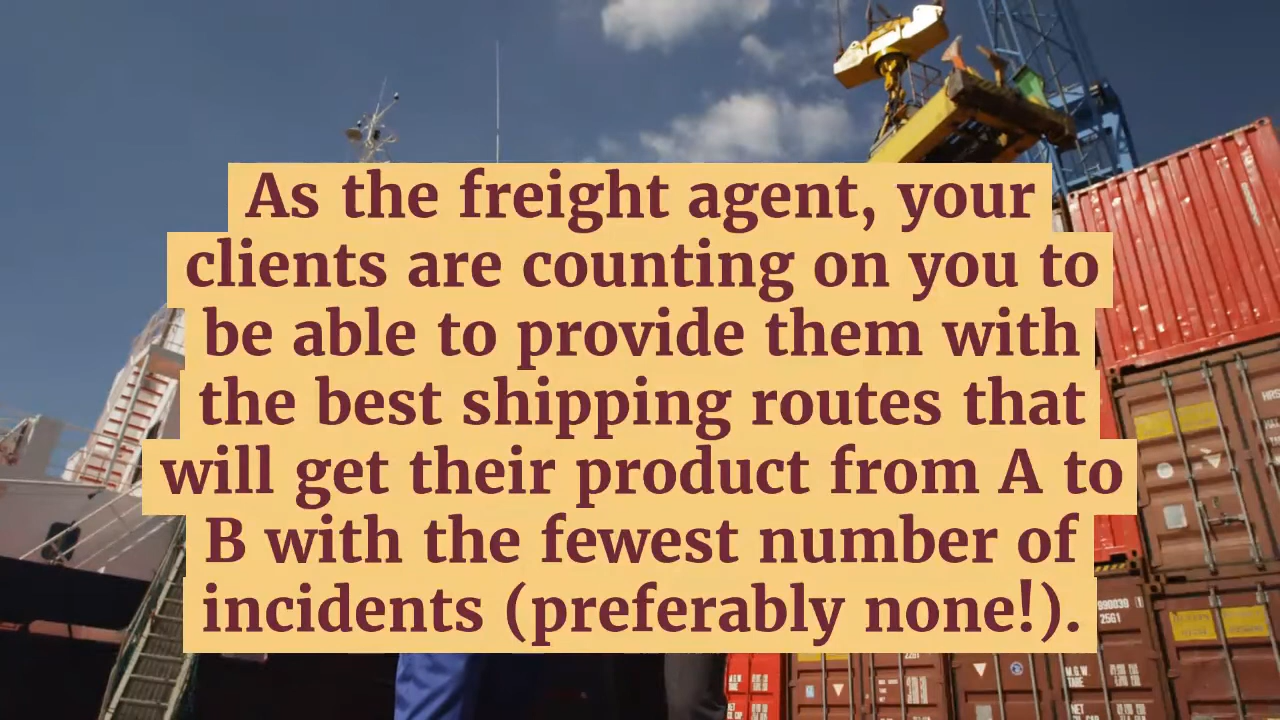 As the freight agent, your
clients are counting on you to
be able to provide them with
the best shipping routes that
will get their product from A to
B with the fewest number of
incidents (preferably none!).